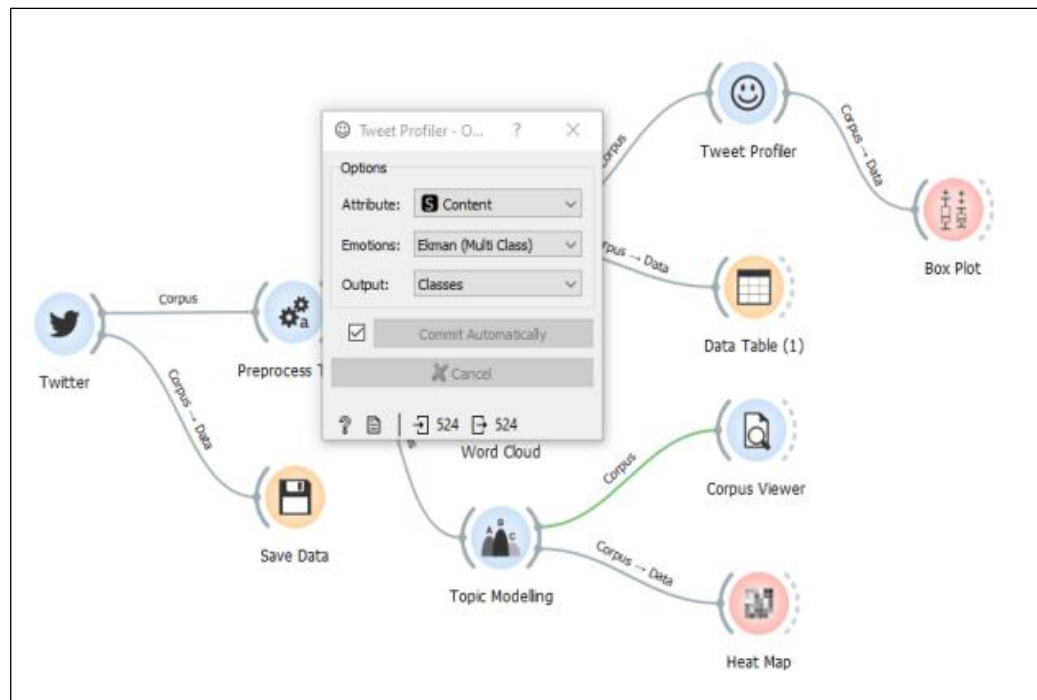 Tweet Profiler - O...
?
Options
Attribute:
S Content
Emotions:
Ekman (Multi Class)
Output:
Classes
Commit Automatically
Cancel
? 524 524
Twitter
Corpus
Corpus → Data
Preprocess T
Save Data
Word Cloud
Topic Modelling
Corpus
Corpus Viewer
Corpus → Data
Heat Map
orpus
Tweet Profiler
Corpus → Data
Box Plot
rpus → Data
Data Table (1)